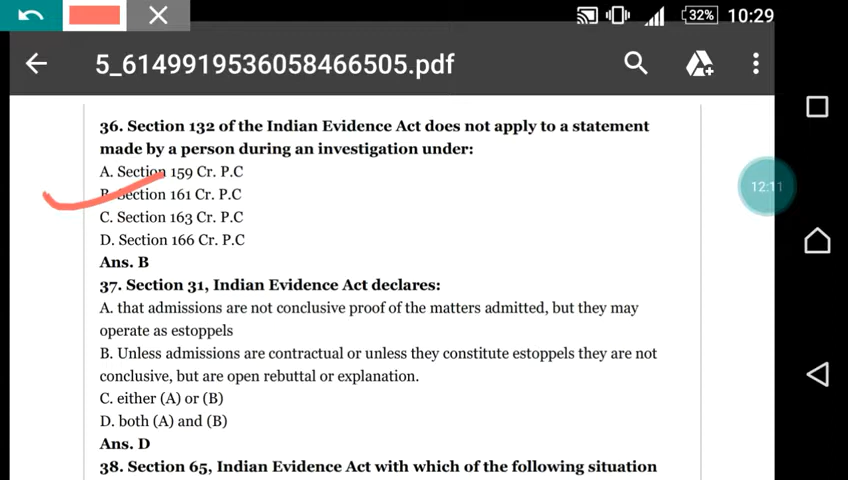 32% 10:29
5_6149919536058466505.pdf
36. Section 132 of the Indian Evidence Act does not apply to a statement
made by a person during an investigation under:
A. Section 159 Cr. P.C
B. Section 161 Cr. P.C
12:11
C. Section 163 Cr. P.C
D. Section 166 Cr. P.C
Ans. B
37. Section 31, Indian Evidence Act declares:
A. that admissions are not conclusive proof of the matters admitted, but they may
operate as estoppels
B. Unless admissions are contractual or unless they constitute estoppels they are not
conclusive, but are open rebuttal or explanation.
C. either (A) or (B)
D. both (A) and (B)
Ans. D
38. Section 65, Indian Evidence Act with which of the following situation